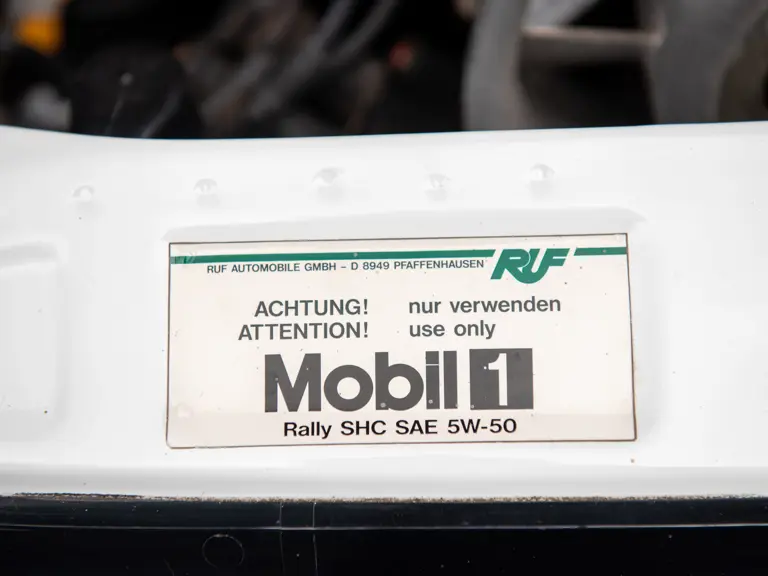 RUF AUTOMOBILE GMBH - D 8949 PFAFFENHAUSEN RUF
ACHTUNG! nur verwenden
ATTENTION! use only
Mobil 1
Rally SHC SAE 5W-50